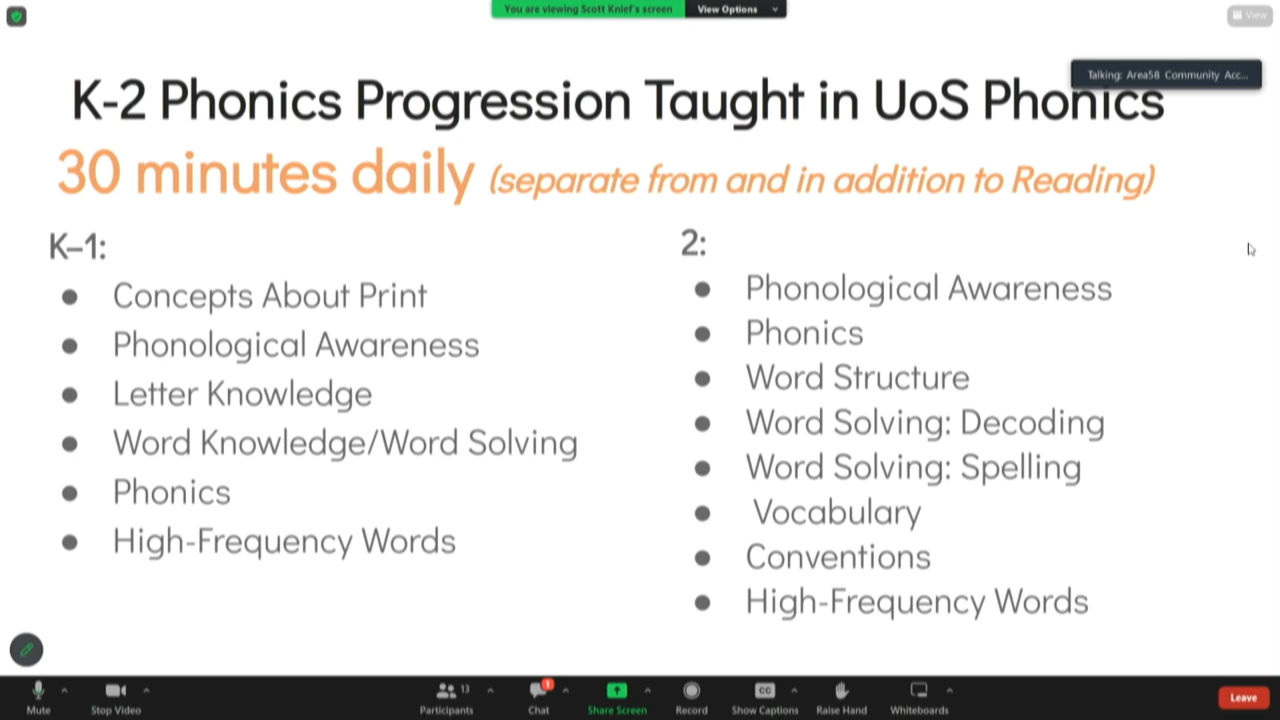 You are viewing Scott Knief's screen
View Options
View
Talking: Area58 Community Acc...
K-2 Phonics Progression Taught in UoS Phonics
30 minutes daily (separate from and in addition to Reading)
K–1:
● Concepts About Print
● Phonological Awareness
● Letter Knowledge
● Word Knowledge/Word Solving
● Phonics
● High-Frequency Words
2:
● Phonological Awareness
● Phonics
● Word Structure
● Word Solving: Decoding
● Word Solving: Spelling
● Vocabulary
● Conventions
● High-Frequency Words
Mute
Stop Video
13
Participants
1
Chat
Share Screen
Record
CC
Show Captions
Raise Hand
Whiteboards
Leave